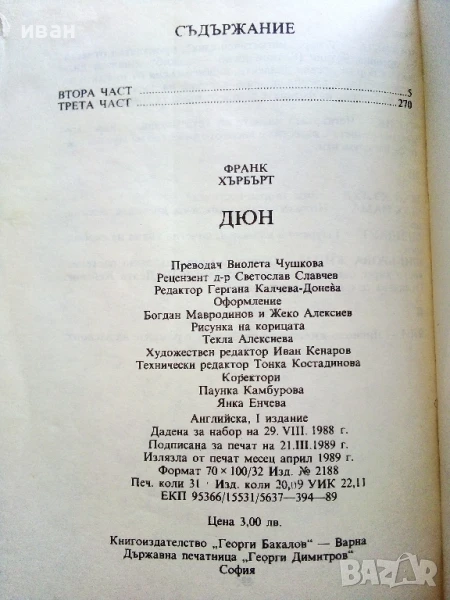 иван
СЪДЪРЖАНИЕ
ВТОРА ЧАСТ 5
ТРЕТА ЧАСТ 270
ФРАНК
ХЪРБЪРТ
ДЮН
Преводач Виолета Чушкова
Рецензент д-р Светослав Славчев
Редактор Гергана Калчева-Донева
Оформление
Богдан Мавродинов и Жеко Алексиев
Рисунка на корицата
Текла Алексиева
Художествен редактор Иван Кенаров
Технически редактор Тонка Костадинова
Коректори
Паунка Камбурова
Янка Енчева
Английска, I издание
Дадена за набор на 29. VIII. 1988 г.
Подписана за печат на 21.III. 1989 г.
Излязла от печат месец април 1989 г.
Формат 70 × 100/32 Изд. № 2188
Печ. коли 31 Изд. коли 20,09 УИК 22,11
ЕКП 95366/15531/5637—394—89
Цена 3,00 лв.
Книгоиздателство „Георги Бакалов" — Варна
Държавна печатница „Георги Димитров"
София
BAZAR